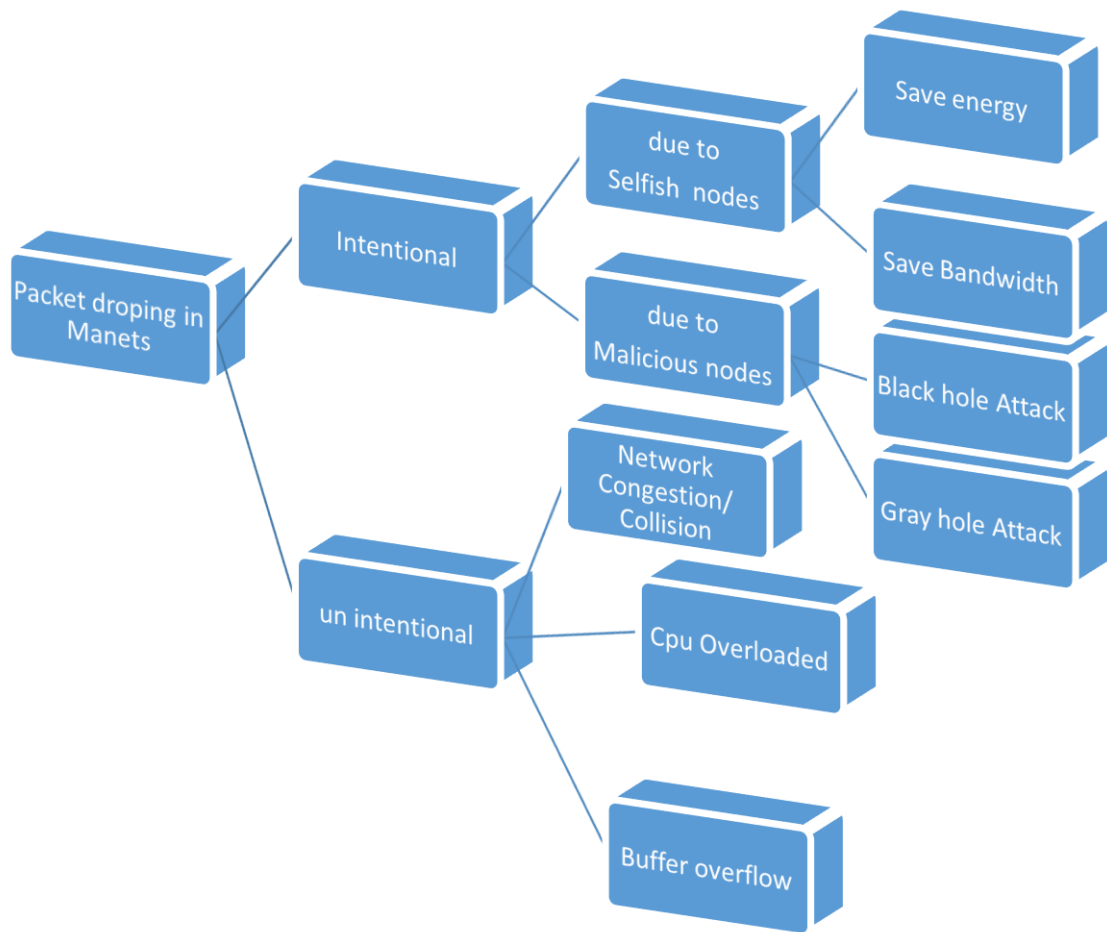 Save energy
due to
Selfish nodes
Intentional
Save Bandwidth
Packet droping in
Manets
due to
Malicious nodes
Black hole Attack
Network
Congestion/
Collision
Gray hole Attack
un intentional
Cpu Overloaded
Buffer overflow